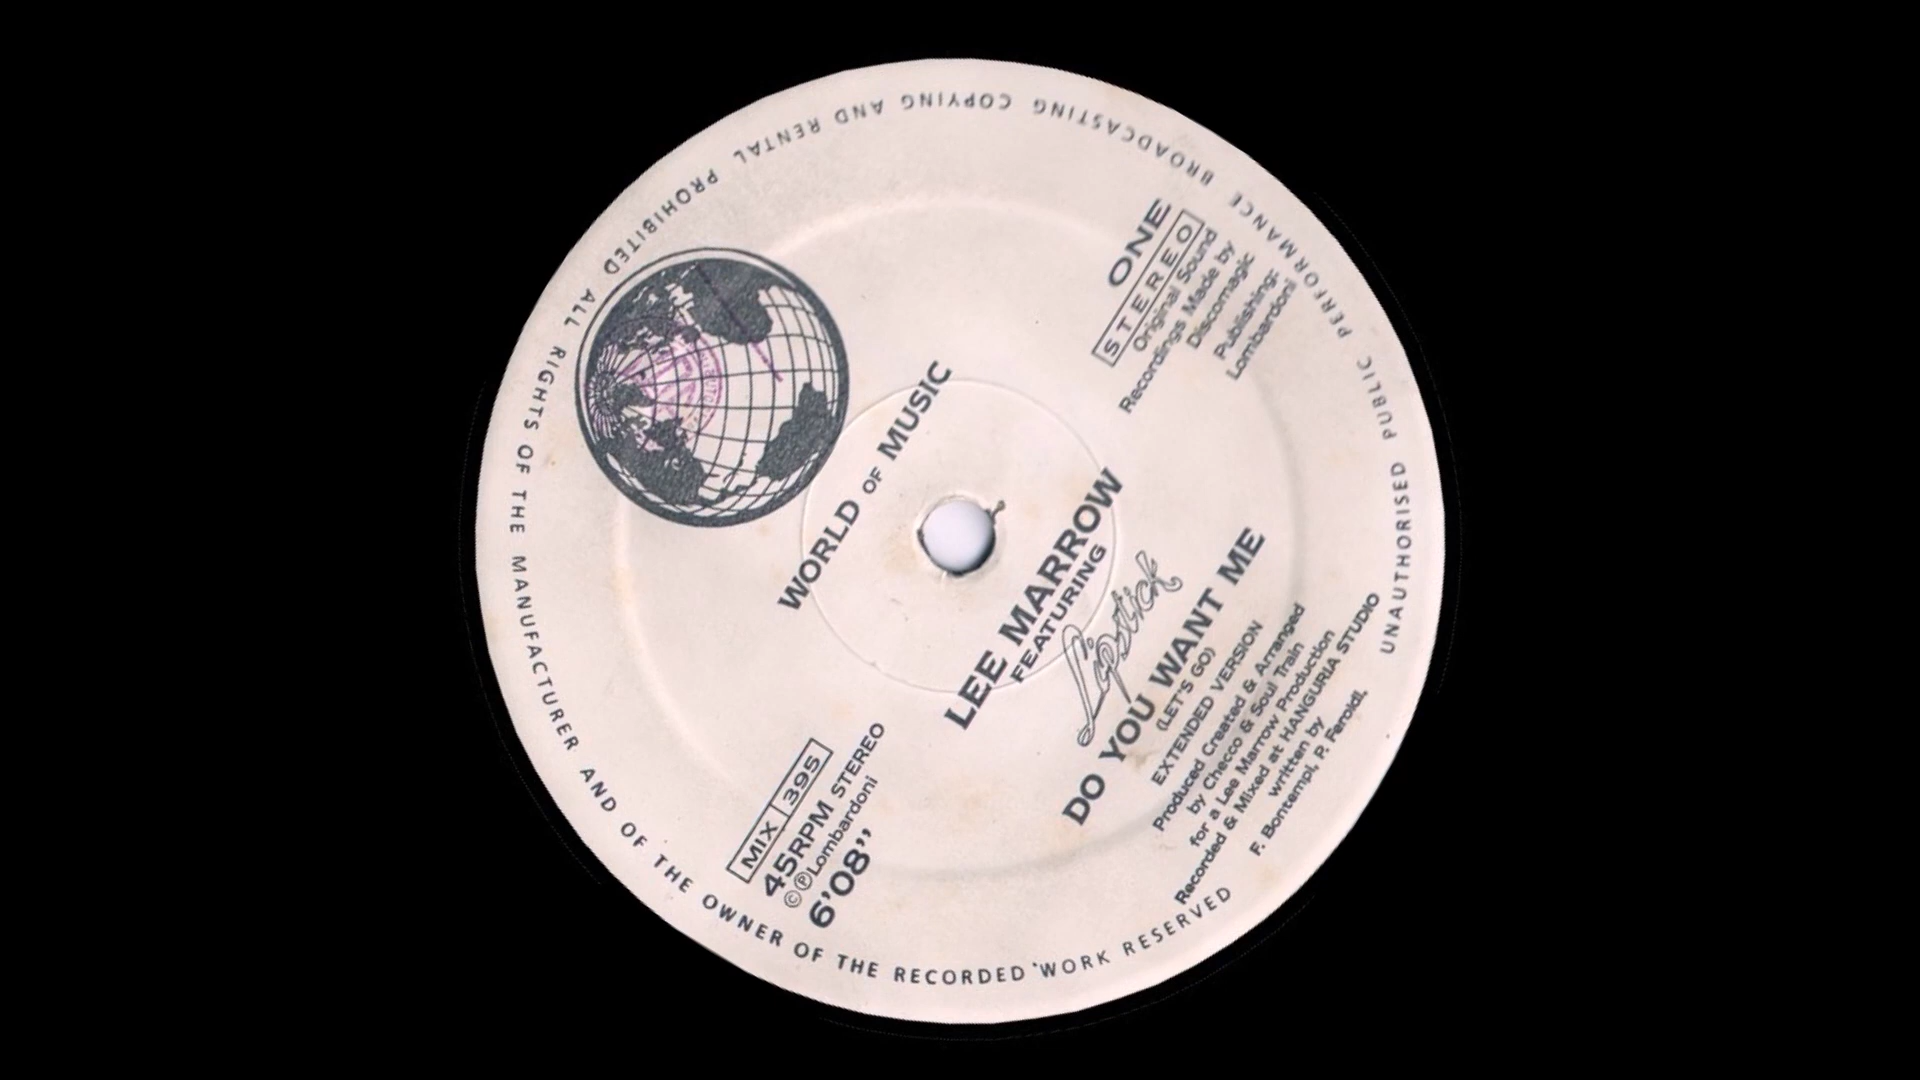 WORLD OF MUSIC
MIX 395
45RPM STEREO
©℗Lombardoni
6'08”
ONE
STEREO
Original Sound
Recordings Made by
Discomagic
Publishing:
Lombardoni
LEE MARROW
FEATURING
Lipstick
DO YOU WANT ME
(LET'S GO)
EXTENDED VERSION
Produced Created & Arranged
by Checco & Soul Train
for a Lee Marrow Production
Recorded & Mixed at HANGURIA STUDIO
written by
F. Bontempi, P. Feroldi,
ALL RIGHTS OF THE MANUFACTURER AND OF THE OWNER OF THE RECORDED WORK RESERVED
UNAUTHORISED PUBLIC PERFORMANCE BROADCASTING COPYING AND RENTAL PROHIBITED